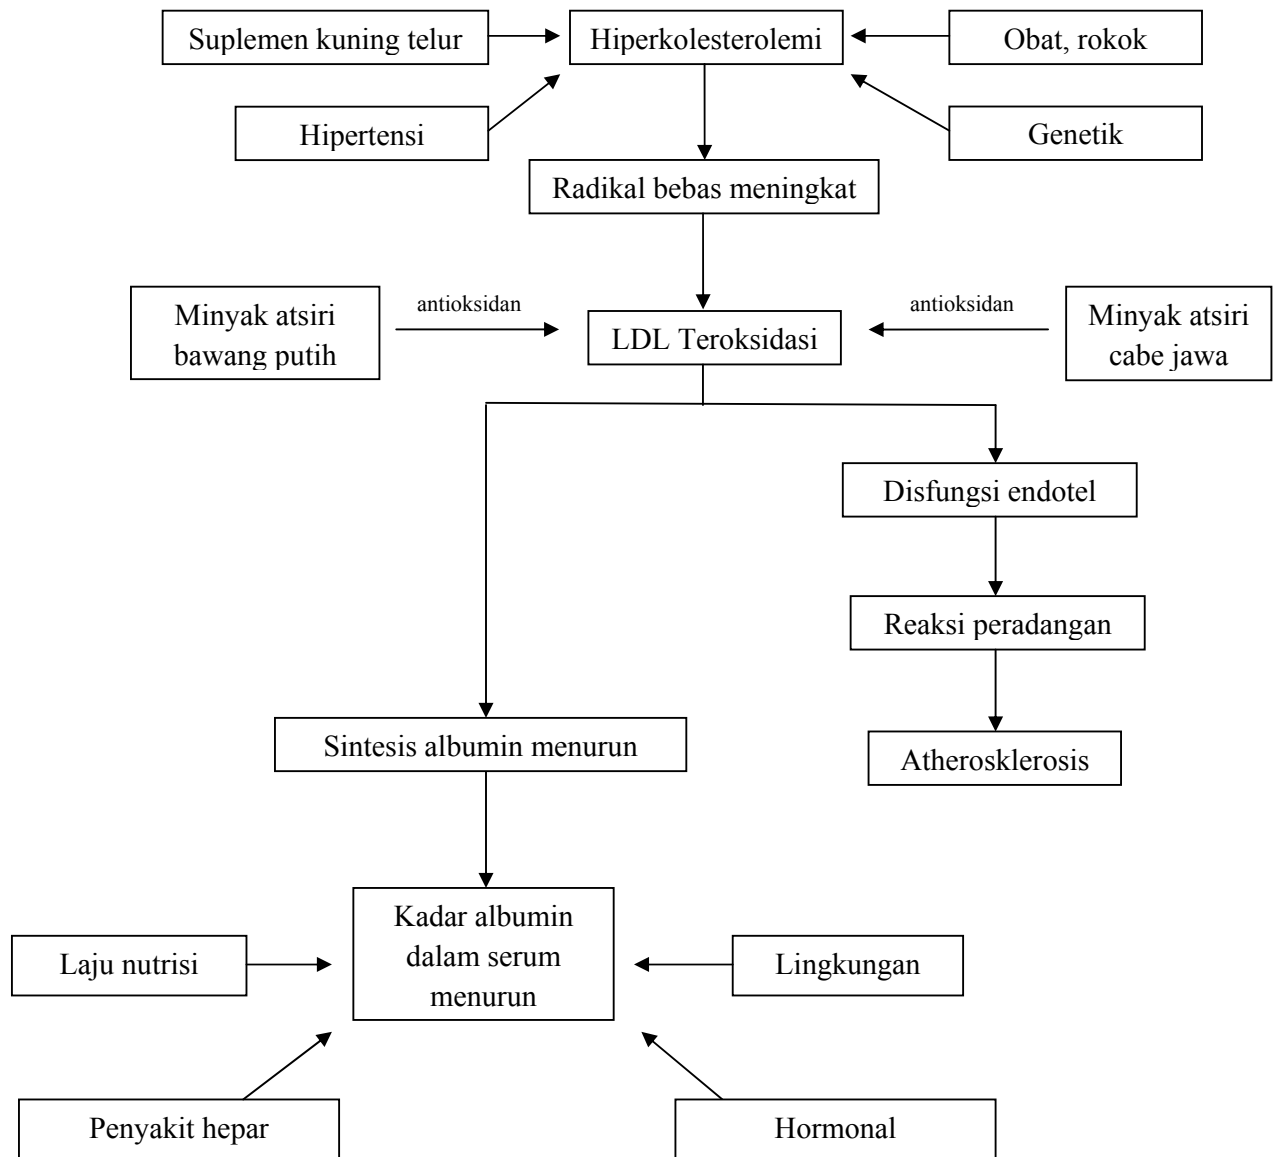 Suplemen kuning telur
Hiperkolesterolemi
Obat, rokok
Hipertensi
Genetik
Radikal bebas meningkat
Minyak atsiri
bawang putih
antioksidan
LDL Teroksidasi
antioksidan
Minyak atsiri
cabe jawa
Disfungsi endotel
Reaksi peradangan
Sintesis albumin menurun
Atherosklerosis
Kadar albumin
dalam serum
menurun
Laju nutrisi
Lingkungan
Penyakit hepar
Hormonal